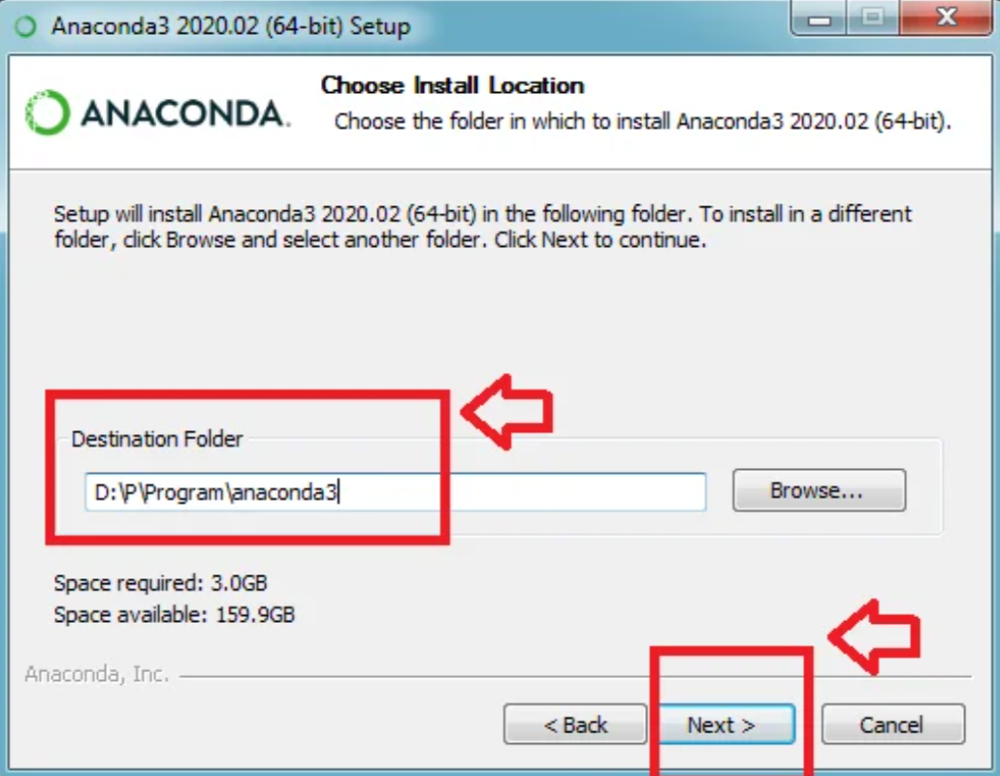 Anaconda3 2020.02 (64-bit) Setup
ANACONDA.
Choose Install Location
Choose the folder in which to install Anaconda3 2020.02 (64-bit).
Setup will install Anaconda3 2020.02 (64-bit) in the following folder. To install in a different
folder, click Browse and select another folder. Click Next to continue.
Destination Folder
D:\P\Program\anaconda3
Browse...
Space required: 3.0GB
Space available: 159.9GB
Anaconda, Inc.
< Back
Next >
Cancel